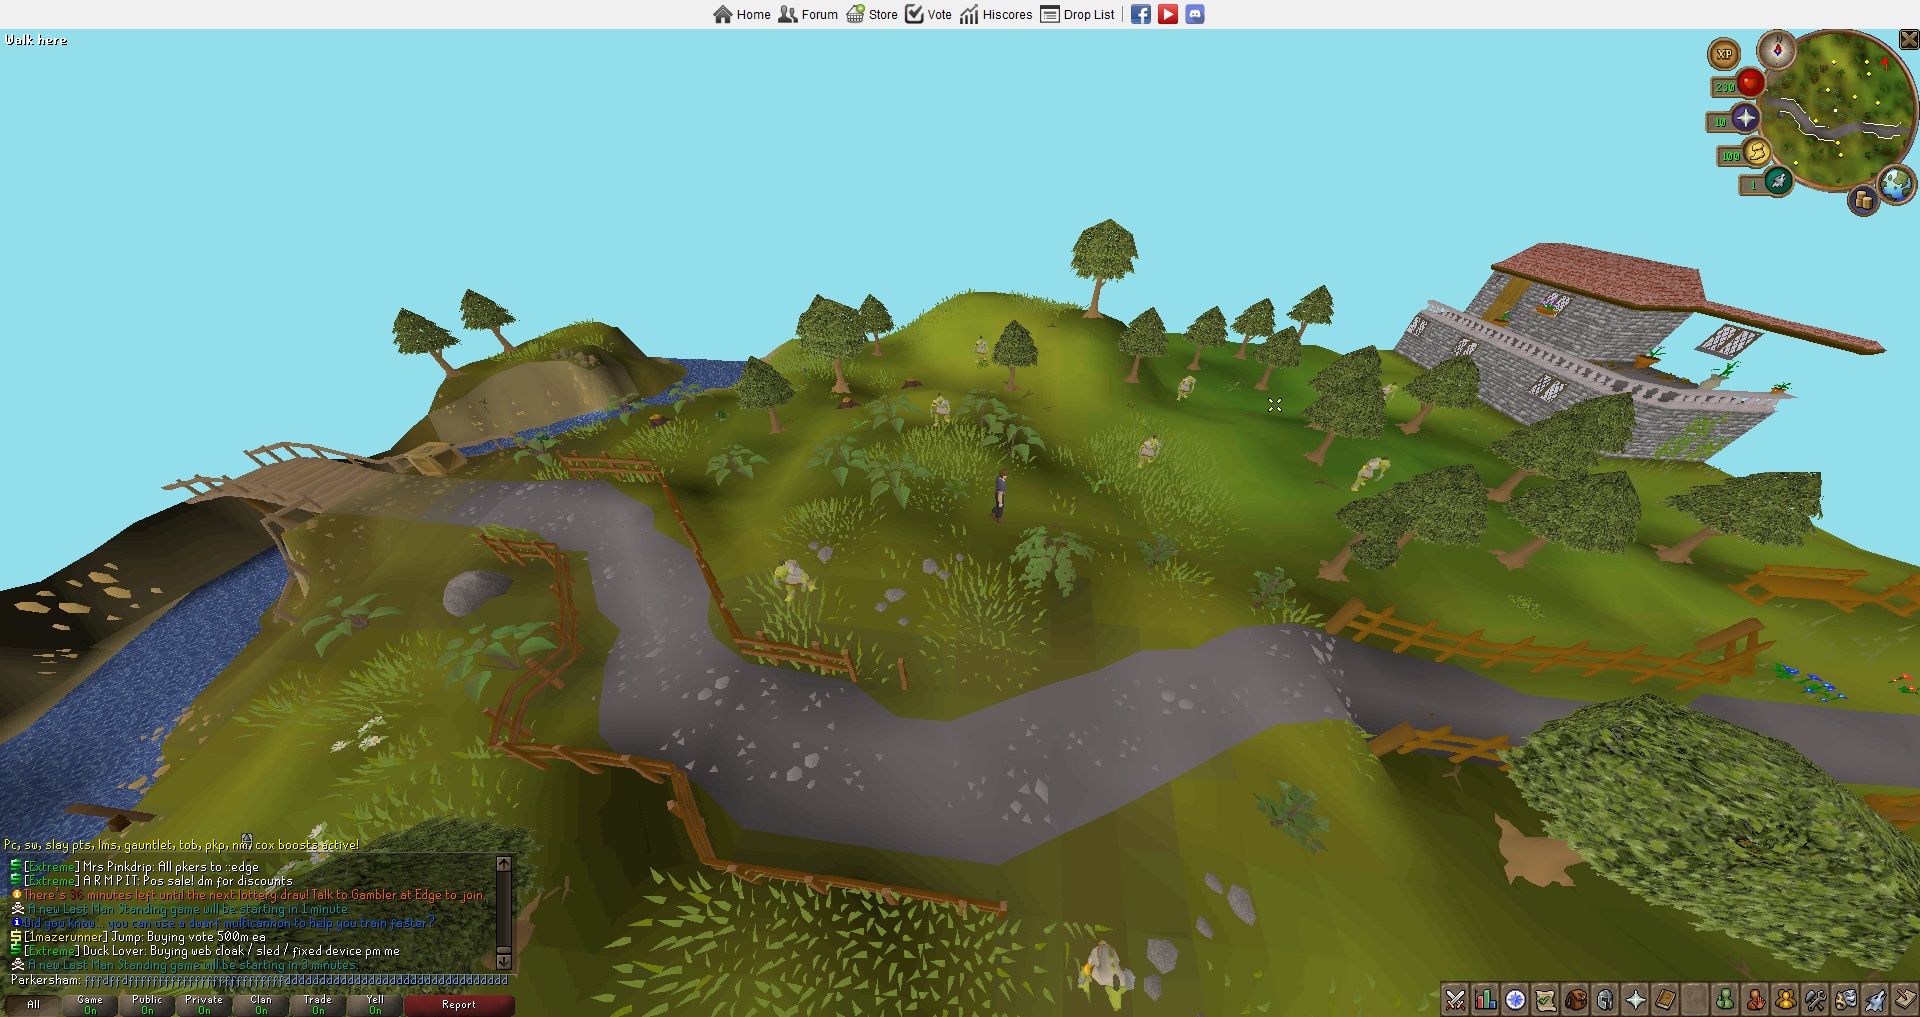 Home Forum Store Vote Hiscores Drop List
Walk here
XP
N
230
10
100
1
Pc, sw, slay pts, lms, gauntlet, tob, pkp, nm, cox boosts active!
[Extreme] Mrs Pinkdrip: All pkers to ::edge
[Extreme] A R M P I T: Pos sale! dm for discounts
There's minutes left until the next lottery draw! Talk to Gambler at Edge to join.
A new Last Man Standing game will be starting in 1 minute.
Did you know... you can use a dwarf multicannon to help you train faster?
[1mazerunner] Jump: Buying vote 500m ea
[Extreme] Duck Lover: Buying web cloak / sled / fixed device pm me
A new Last Man Standing game will be starting in 3 minutes.
Parkersham:
All Game Public Private Clan Trade Yell Report
On On On On On On